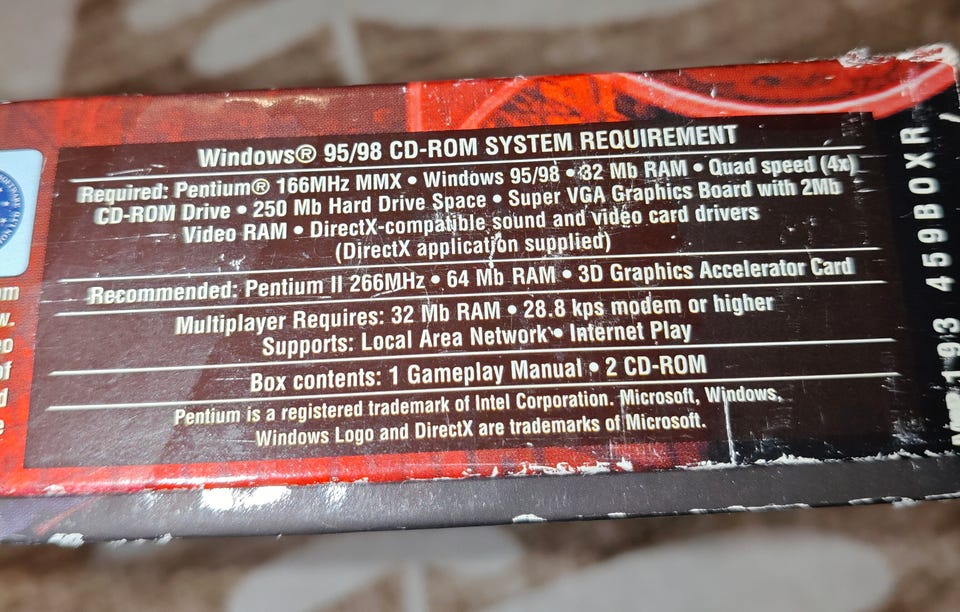 Windows® 95/98 CD-ROM SYSTEM REQUIREMENT
Required: Pentium® 166MHz MMX • Windows 95/98 • 32 Mb RAM • Quad speed (4x)
CD-ROM Drive • 250 Mb Hard Drive Space • Super VGA Graphics Board with 2Mb
Video RAM • DirectX-compatible sound and video card drivers
(DirectX application supplied)
Recommended: Pentium II 266MHz • 64 Mb RAM • 3D Graphics Accelerator Card
Multiplayer Requires: 32 Mb RAM • 28.8 kps modem or higher
Supports: Local Area Network • Internet Play
Box contents: 1 Gameplay Manual • 2 CD-ROM
Pentium is a registered trademark of Intel Corporation. Microsoft, Windows,
Windows Logo and DirectX are trademarks of Microsoft.
459BOXR